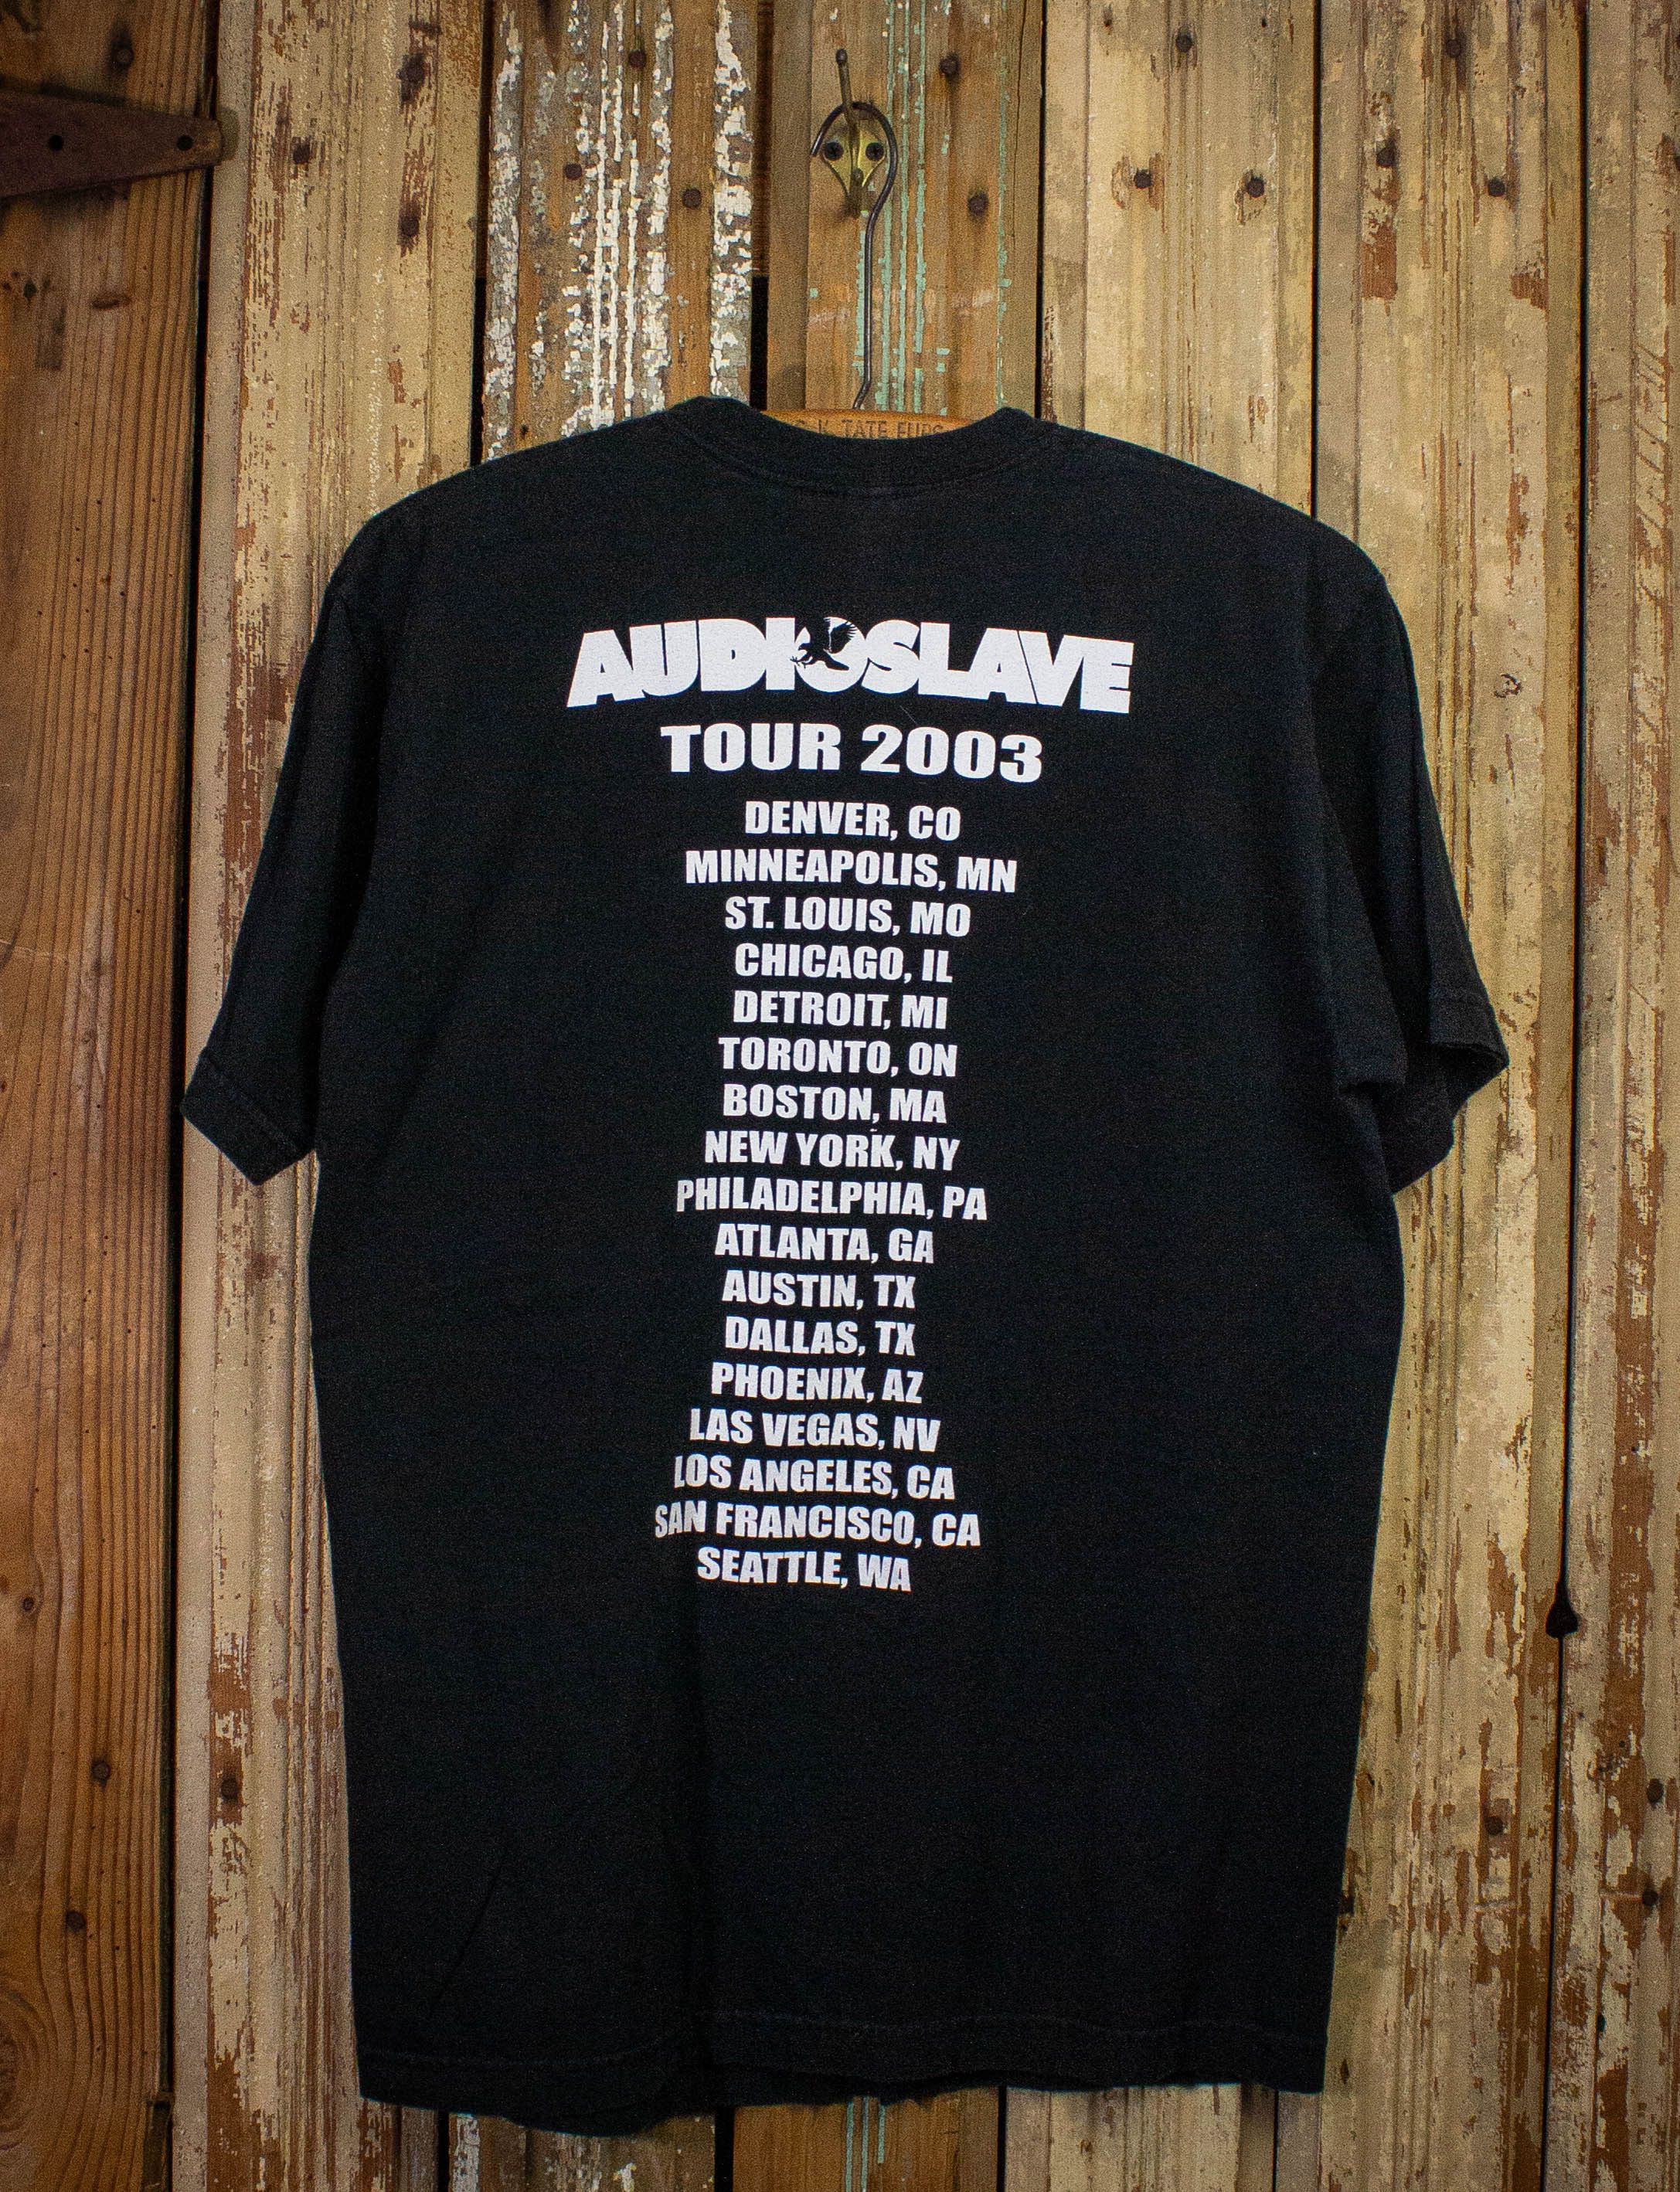 K. TATE FURS
AUDIOSLAVE
TOUR 2003
DENVER, CO
MINNEAPOLIS, MN
ST. LOUIS, MO
CHICAGO, IL
DETROIT, MI
TORONTO, ON
BOSTON, MA
NEW YORK, NY
PHILADELPHIA, PA
ATLANTA, GA
AUSTIN, TX
DALLAS, TX
PHOENIX, AZ
LAS VEGAS, NV
LOS ANGELES, CA
SAN FRANCISCO, CA
SEATTLE, WA